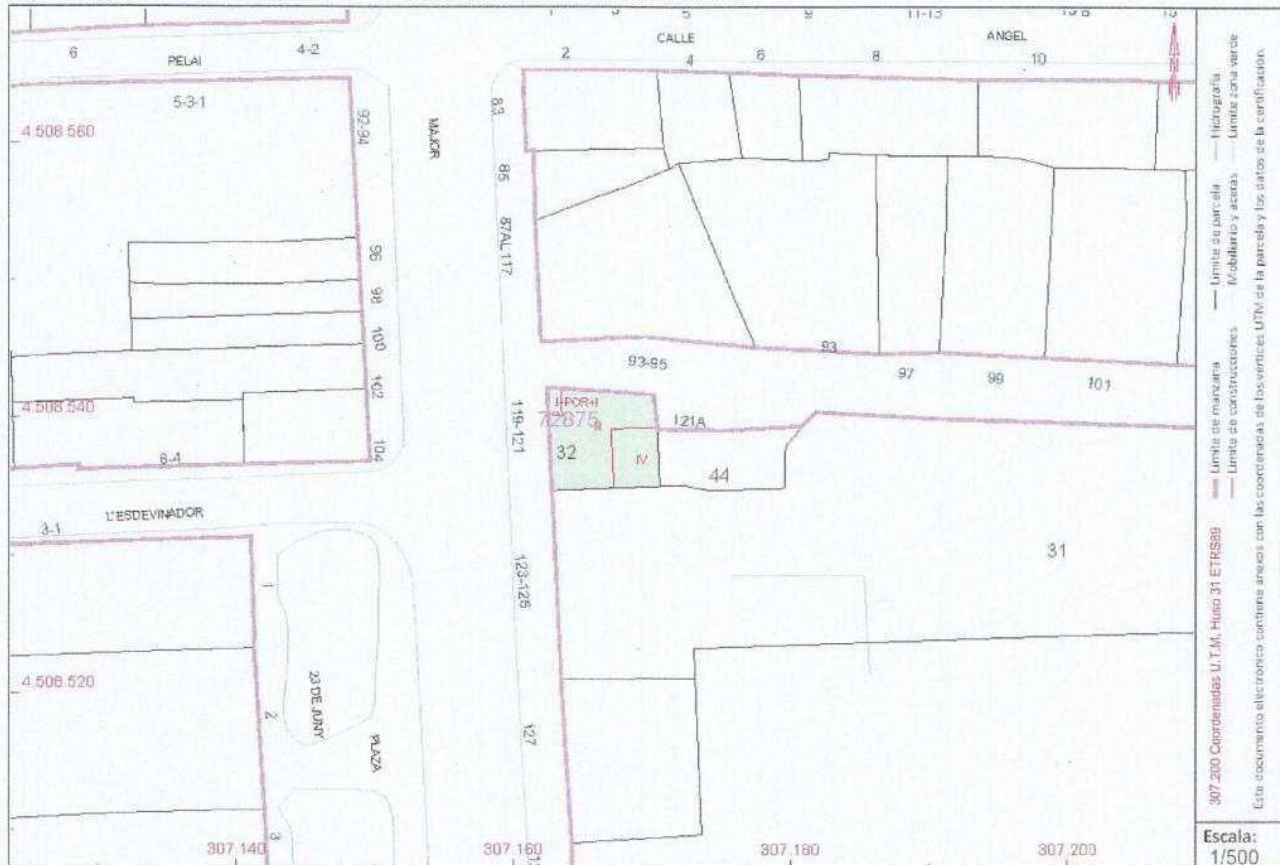 CALLE
ANGEL
6
4-2
2
4
6
8
10
PELAI
5-3-1
4.508.560
92-94
83
MAJOR
85
87AL 117
96
98
100
102
104
93-95
93
97
99
101
4.508.540
119-121
I-POR+I
72875
III
121A
32
IV
44
6-4
L'ESDEVINADOR
3-1
31
123-125
1
4.508.520
23 DE JUNY
2
PLAZA
127
3
307.140
307.160
307.180
307.200
307.200 Coordenadas U.T.M. Huso 31 ETRS89
Límite de manzana
Límite de parcela
Hidrografía
Límite de construcciones
Mobiliario y aceras
Límite zona verde
Este documento electrónico contiene anexos con las coordenadas de los vértices UTM de la parcela y los datos de la certificación.
Escala:
1/500